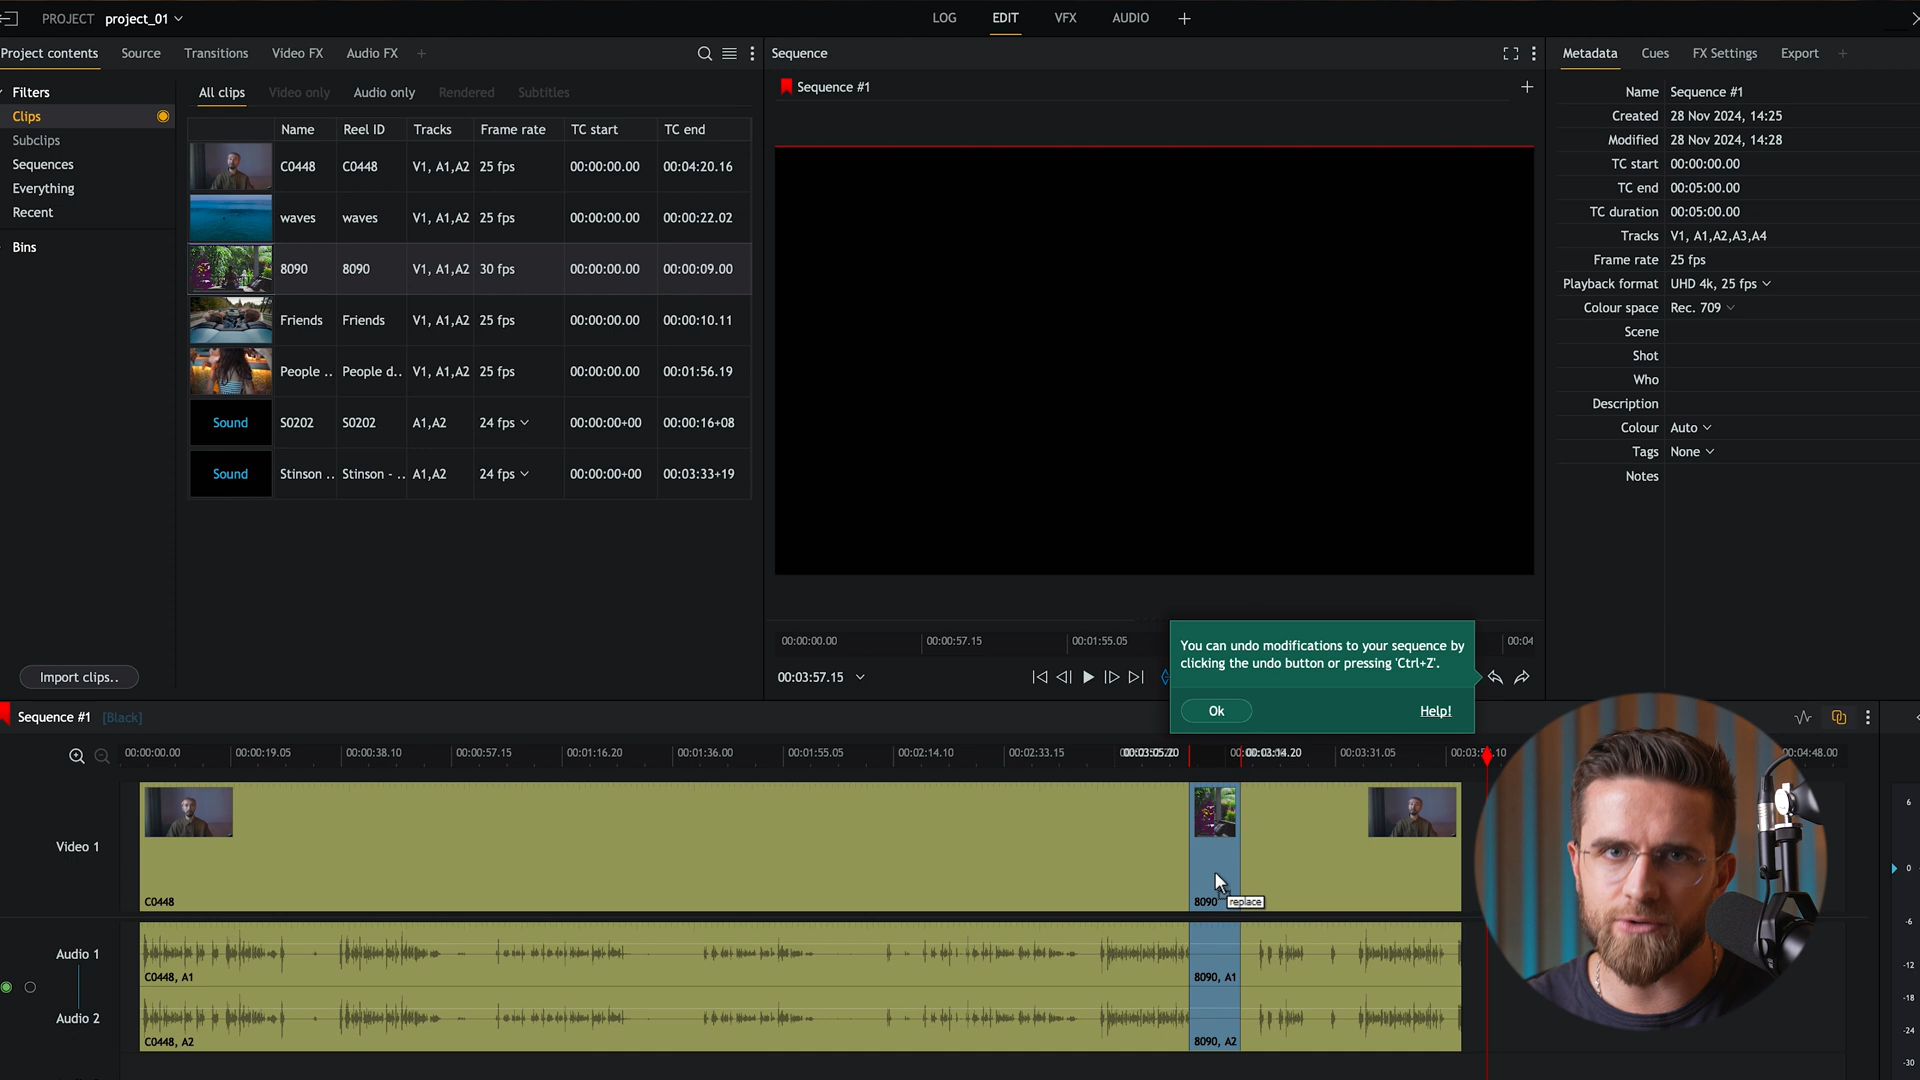 PROJECT project_01
LOG EDIT VFX AUDIO
Project contents Source Transitions Video FX Audio FX
Filters
Clips
Subclips
Sequences
Everything
Recent
Bins
Import clips..
All clips Video only Audio only Rendered Subtitles
Name Reel ID Tracks Frame rate TC start TC end
C0448 C0448 V1, A1,A2 25 fps 00:00:00.00 00:04:20.16
waves waves V1, A1,A2 25 fps 00:00:00.00 00:00:22.02
8090 8090 V1, A1,A2 30 fps 00:00:00.00 00:00:09.00
Friends Friends V1, A1,A2 25 fps 00:00:00.00 00:00:10.11
People .. People d.. V1, A1,A2 25 fps 00:00:00.00 00:01:56.19
Sound S0202 S0202 A1,A2 24 fps 00:00:00+00 00:00:16+08
Sound Stinson .. Stinson - .. A1,A2 24 fps 00:00:00+00 00:03:33+19
Sequence
Sequence #1
00:00:00.00 00:00:57.15 00:01:55.05 00:04
00:03:57.15
You can undo modifications to your sequence by
clicking the undo button or pressing 'Ctrl+Z'.
Ok Help!
Metadata Cues FX Settings Export
Name Sequence #1
Created 28 Nov 2024, 14:25
Modified 28 Nov 2024, 14:28
TC start 00:00:00.00
TC end 00:05:00.00
TC duration 00:05:00.00
Tracks V1, A1,A2,A3,A4
Frame rate 25 fps
Playback format UHD 4k, 25 fps
Colour space Rec. 709
Scene
Shot
Who
Description
Colour Auto
Tags None
Notes
Sequence #1 [Black]
00:00:00.00 00:00:19.05 00:00:38.10 00:00:57.15 00:01:16.20 00:01:36.00 00:01:55.05 00:02:14.10 00:02:33.15 00:03:14.20 00:03:31.05 00:04:48.00
Video 1
C0448
8090
replace
Audio 1
C0448, A1
8090, A1
Audio 2
C0448, A2
8090, A2
6
0
-6
-12
-18
-24
-30